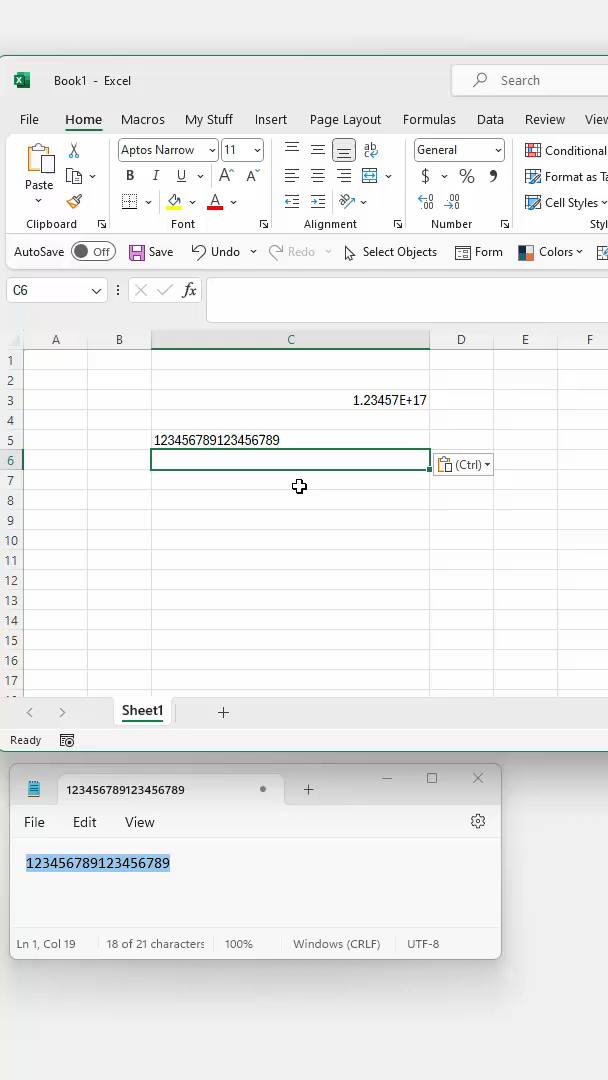 Book1 - Excel
Search
File Home Macros My Stuff Insert Page Layout Formulas Data Review View
Paste
Aptos Narrow 11
General
Conditional
B I U A A
ab c
$ % 9
Format as Ta
A
.00 .0
Cell Styles
Clipboard Font Alignment Number Styl
AutoSave Off Save Undo Redo Select Objects Form Colors
C6 fx
A B C D E F
1
2
3 1.23457E+17
4
5 123456789123456789
6 (Ctrl)
7
8
9
10
11
12
13
14
15
16
17
Sheet1
Ready
123456789123456789
File Edit View
123456789123456789
Ln 1, Col 19 18 of 21 characters 100% Windows (CRLF) UTF-8